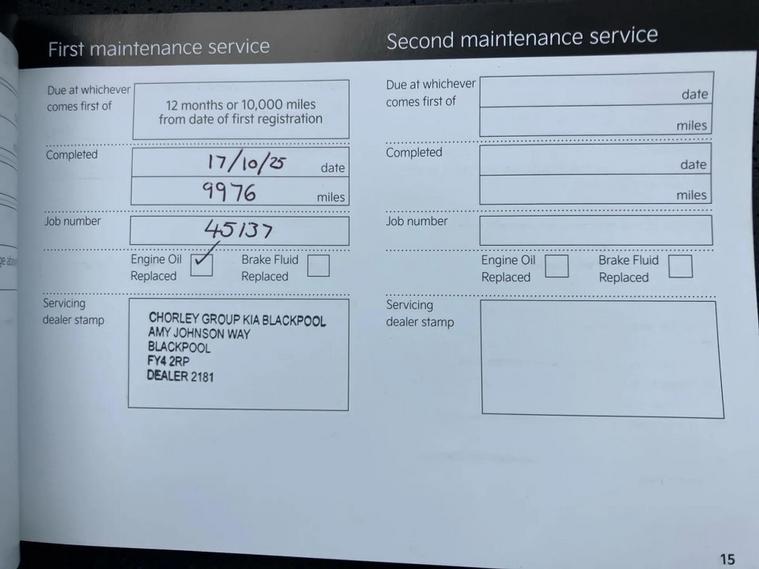 First maintenance service
Due at whichever
comes first of
12 months or 10,000 miles
from date of first registration
Completed
17/10/25 date
9976 miles
Job number
45137
Engine Oil
Replaced
Brake Fluid
Replaced
Servicing
dealer stamp
CHORLEY GROUP KIA BLACKPOOL
AMY JOHNSON WAY
BLACKPOOL
FY4 2RP
DEALER 2181
Second maintenance service
Due at whichever
comes first of
date
miles
Completed
date
miles
Job number
Engine Oil
Replaced
Brake Fluid
Replaced
Servicing
dealer stamp
15